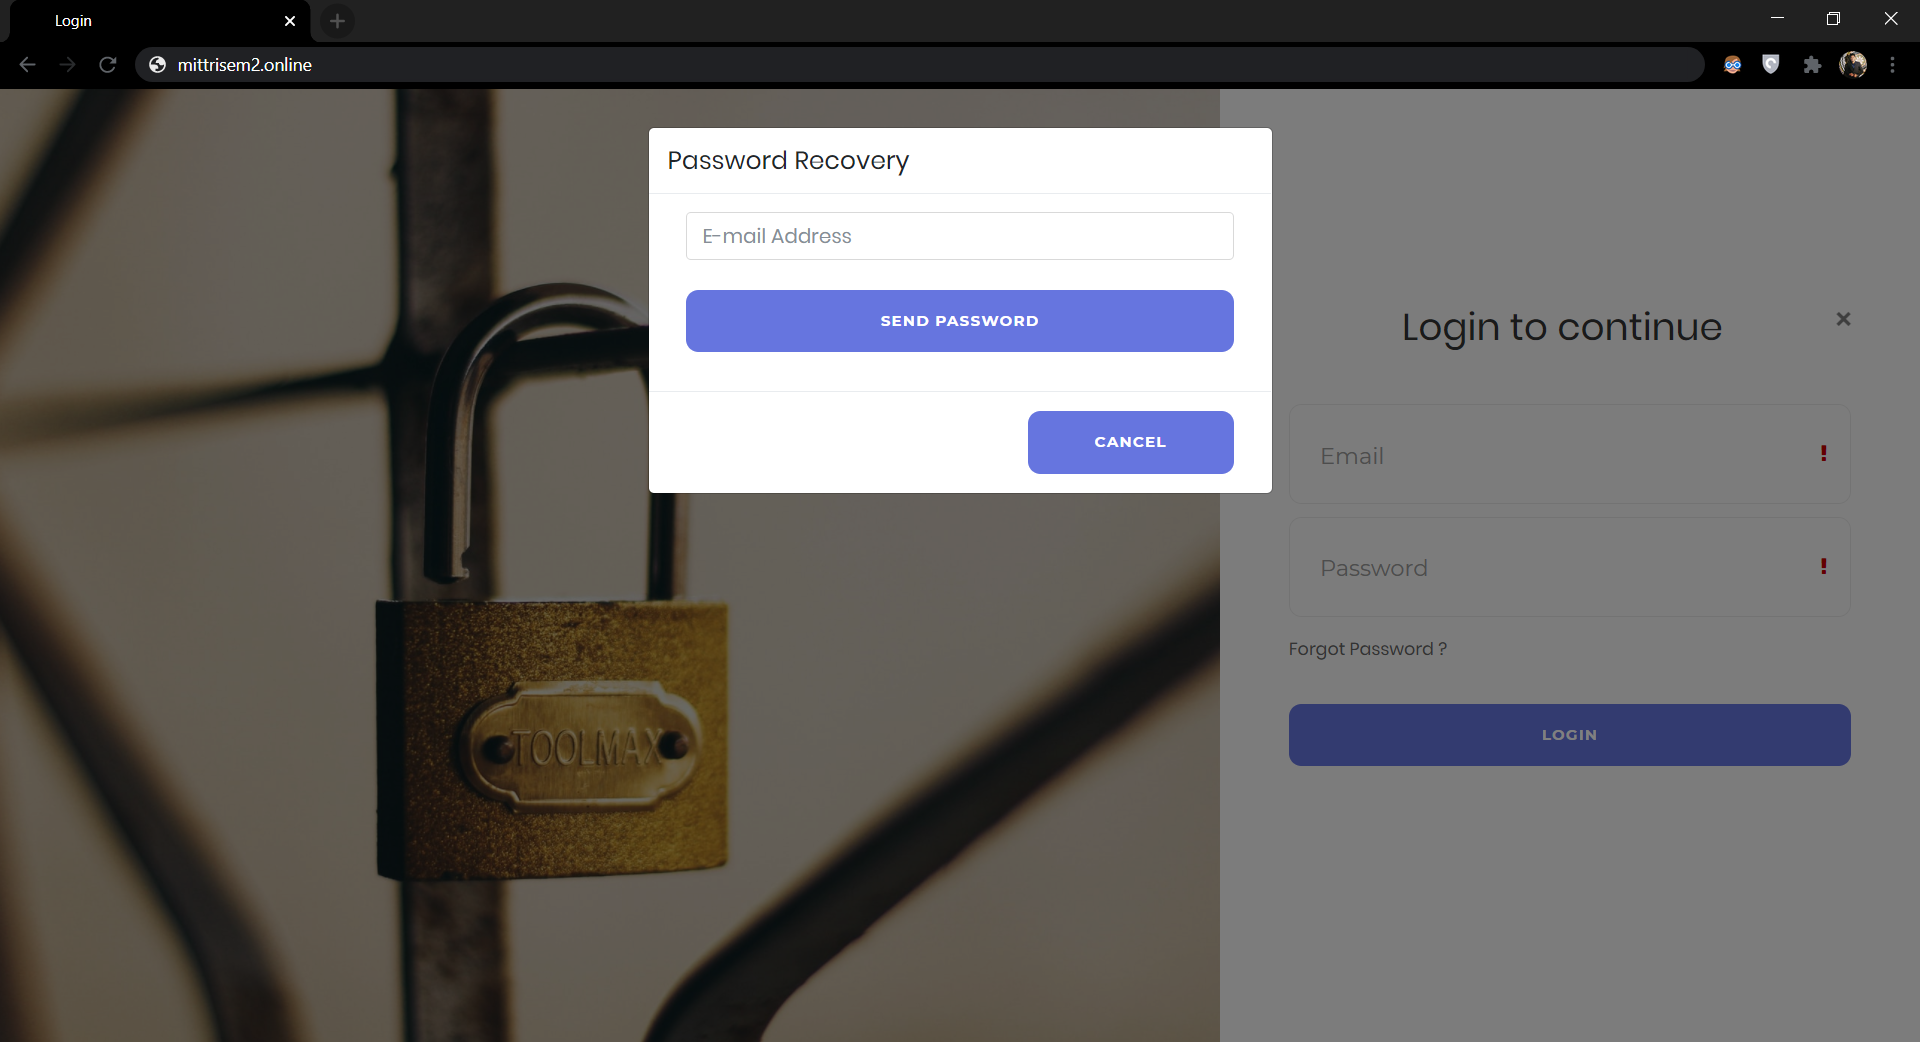 Login
mittrisem2.online
Password Recovery
E-mail Address
SEND PASSWORD
CANCEL
Login to continue
Email
!
Password
!
Forgot Password ?
LOGIN
TOOLMAX